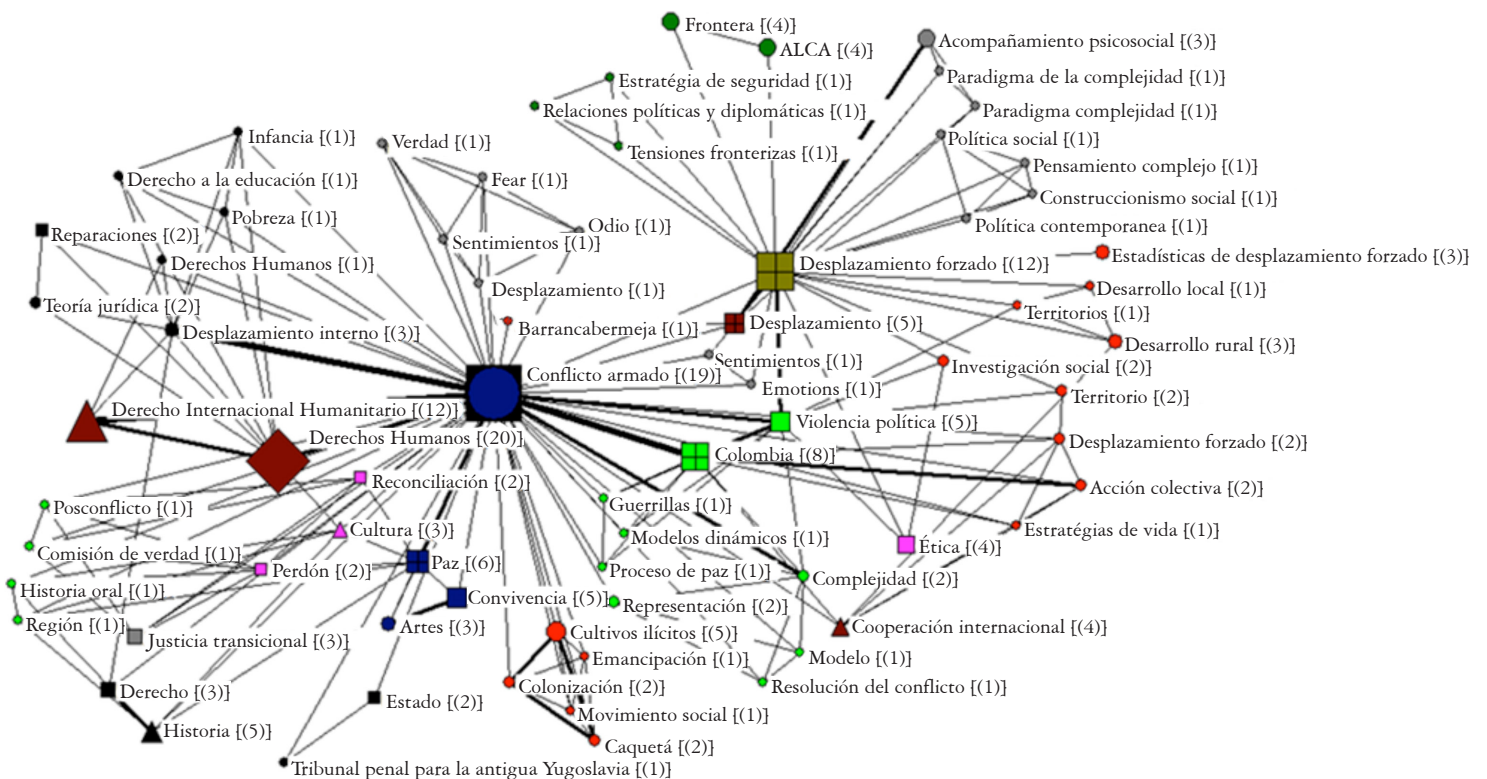 Frontera [(4)]
ALCA [(4)]
Acompañamiento psicosocial [(3)]
Estratégia de seguridad [(1)]
Paradigma de la complejidad [(1)]
Relaciones políticas y diplomáticas [(1)]
Paradigma complejidad [(1)]
Infancia [(1)]
Verdad [(1)]
Tensiones fronterizas [(1)]
Política social [(1)]
Pensamiento complejo [(1)]
Derecho a la educación [(1)]
Fear [(1)]
Construccionismo social [(1)]
Pobreza [(1)]
Odio [(1)]
Política contemporanea [(1)]
Reparaciones [(2)]
Sentimientos [(1)]
Estadísticas de desplazamiento forzado [(3)]
Derechos Humanos [(1)]
Desplazamiento forzado [(12)]
Desplazamiento [(1)]
Desarrollo local [(1)]
Teoría jurídica [(2)]
Territorios [(1)]
Desplazamiento interno [(3)]
Barrancabermeja [(1)]
Desplazamiento [(5)]
Desarrollo rural [(3)]
Sentimientos [(1)]
Conflicto armado [(19)]
Investigación social [(2)]
Emotions [(1)]
Territorio [(2)]
Derecho Internacional Humanitario [(12)]
Violencia política [(5)]
Derechos Humanos [(20)]
Colombia [(8)]
Desplazamiento forzado [(2)]
Reconciliación [(2)]
Acción colectiva [(2)]
Posconflicto [(1)]
Guerrillas [(1)]
Cultura [(3)]
Modelos dinámicos [(1)]
Estratégias de vida [(1)]
Comisión de verdad [(1)]
Ética [(4)]
Perdón [(2)]
Paz [(6)]
Proceso de paz [(1)]
Complejidad [(2)]
Historia oral [(1)]
Convivencia [(5)]
Representación [(2)]
Región [(1)]
Artes [(3)]
Cultivos ilícitos [(5)]
Cooperación internacional [(4)]
Justicia transicional [(3)]
Emancipación [(1)]
Modelo [(1)]
Derecho [(3)]
Colonización [(2)]
Resolución del conflicto [(1)]
Estado [(2)]
Movimiento social [(1)]
Historia [(5)]
Caquetá [(2)]
Tribunal penal para la antigua Yugoslavia [(1)]